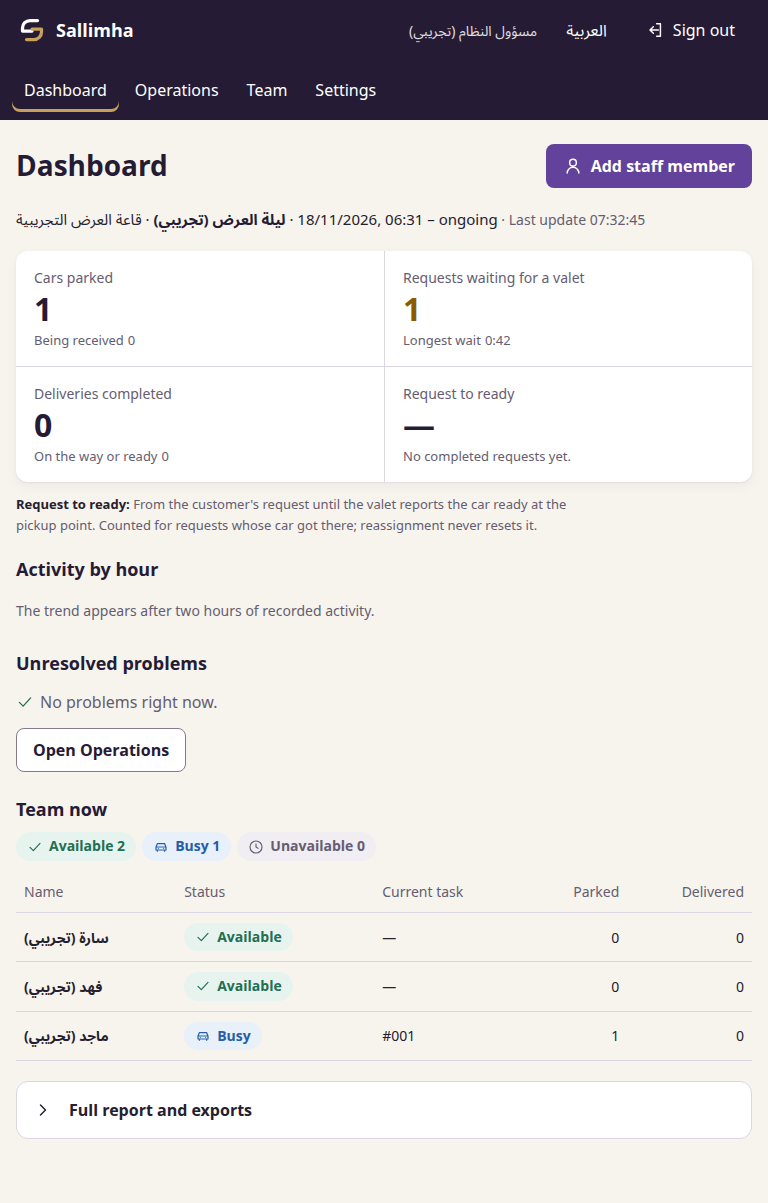 Sallimha
مسؤول النظام (تجريبي)
العربية
Sign out
Dashboard Operations Team Settings
Dashboard
Add staff member
قاعة العرض التجريبية · ليلة العرض (تجريبي) · 18/11/2026, 06:31 – ongoing · Last update 07:32:45
Cars parked
1
Being received 0
Requests waiting for a valet
1
Longest wait 0:42
Deliveries completed
0
On the way or ready 0
Request to ready
—
No completed requests yet.
Request to ready: From the customer's request until the valet reports the car ready at the
pickup point. Counted for requests whose car got there; reassignment never resets it.
Activity by hour
The trend appears after two hours of recorded activity.
Unresolved problems
No problems right now.
Open Operations
Team now
Available 2 Busy 1 Unavailable 0
Name Status Current task Parked Delivered
سارة (تجريبي) Available — 0 0
فهد (تجريبي) Available — 0 0
ماجد (تجريبي) Busy #001 1 0
Full report and exports